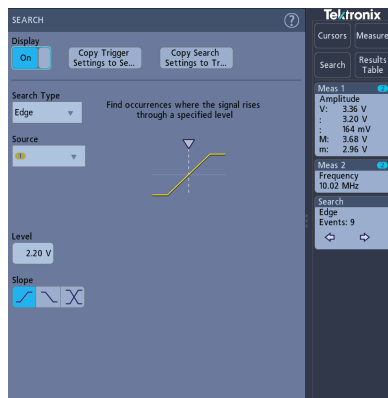 SEARCH
?
Display
On
Copy Trigger
Settings to Se...
Copy Search
Settings to Tr...
Search Type
Edge
Find occurrences where the signal rises
through a specified level
Source
1
Level
2.20 V
Slope
Tektronix
Cursors
Measure
Search
Results
Table
Meas 1
2
Amplitude
V: 3.36 V
: 3.20 V
: 164 mV
M: 3.68 V
m: 2.96 V
Meas 2
2
Frequency
10.02 MHz
Search
Edge
Events: 9